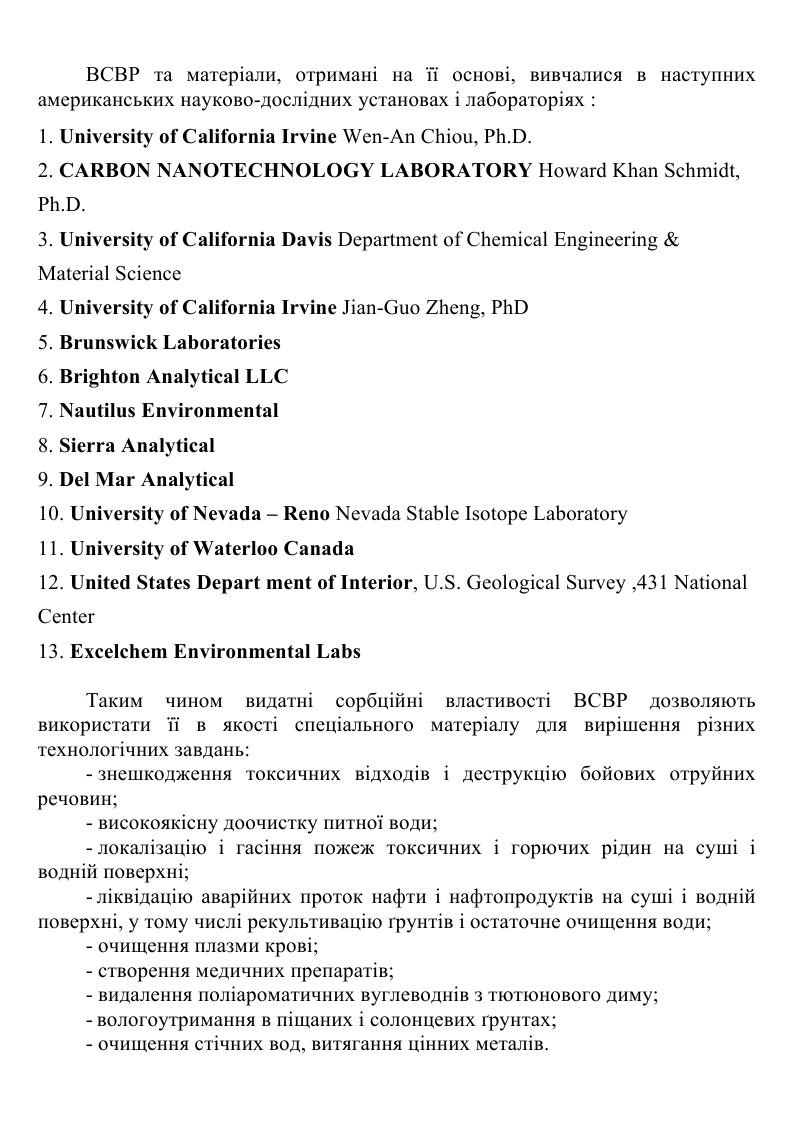 ВСВР та матеріали, отримані на її основі, вивчалися в наступних
американських науково-дослідних установах і лабораторіях :
1. University of California Irvine Wen-An Chiou, Ph.D.
2. CARBON NANOTECHNOLOGY LABORATORY Howard Khan Schmidt,
Ph.D.
3. University of California Davis Department of Chemical Engineering &
Material Science
4. University of California Irvine Jian-Guo Zheng, PhD
5. Brunswick Laboratories
6. Brighton Analytical LLC
7. Nautilus Environmental
8. Sierra Analytical
9. Del Mar Analytical
10. University of Nevada – Reno Nevada Stable Isotope Laboratory
11. University of Waterloo Canada
12. United States Depart ment of Interior, U.S. Geological Survey ,431 National
Center
13. Excelchem Environmental Labs
Таким чином видатні сорбційні властивості ВСВР дозволяють
використати її в якості спеціального матеріалу для вирішення різних
технологічних завдань:
- знешкодження токсичних відходів і деструкцію бойових отруйних
речовин;
- високоякісну доочистку питної води;
- локалізацію і гасіння пожеж токсичних і горючих рідин на суші і
водній поверхні;
- ліквідацію аварійних проток нафти і нафтопродуктів на суші і водній
поверхні, у тому числі рекультивацію ґрунтів і остаточне очищення води;
- очищення плазми крові;
- створення медичних препаратів;
- видалення поліароматичних вуглеводнів з тютюнового диму;
- вологоутримання в піщаних і солонцевих ґрунтах;
- очищення стічних вод, витягання цінних металів.